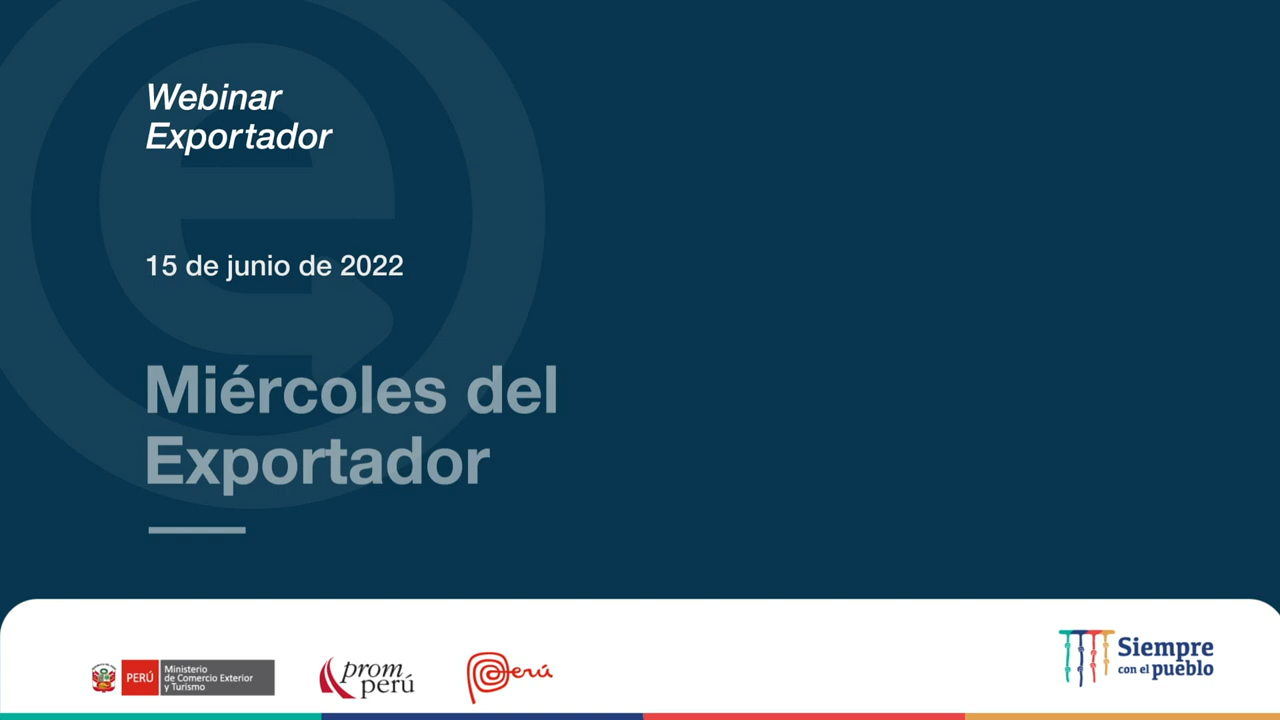 Webinar
Exportador
15 de junio de 2022
Miércoles del
Exportador
PERÚ
Ministerio
de Comercio Exterior
y Turismo
prom
perú
Perú
Siempre
con el pueblo